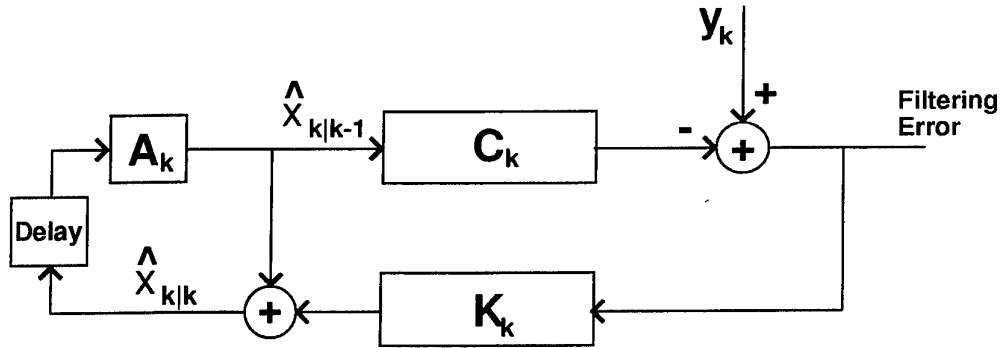 y_k
+
Filtering
Error
x̂_{k|k-1}
A_k
C_k
-
+
Delay
x̂_{k|k}
+
K_k